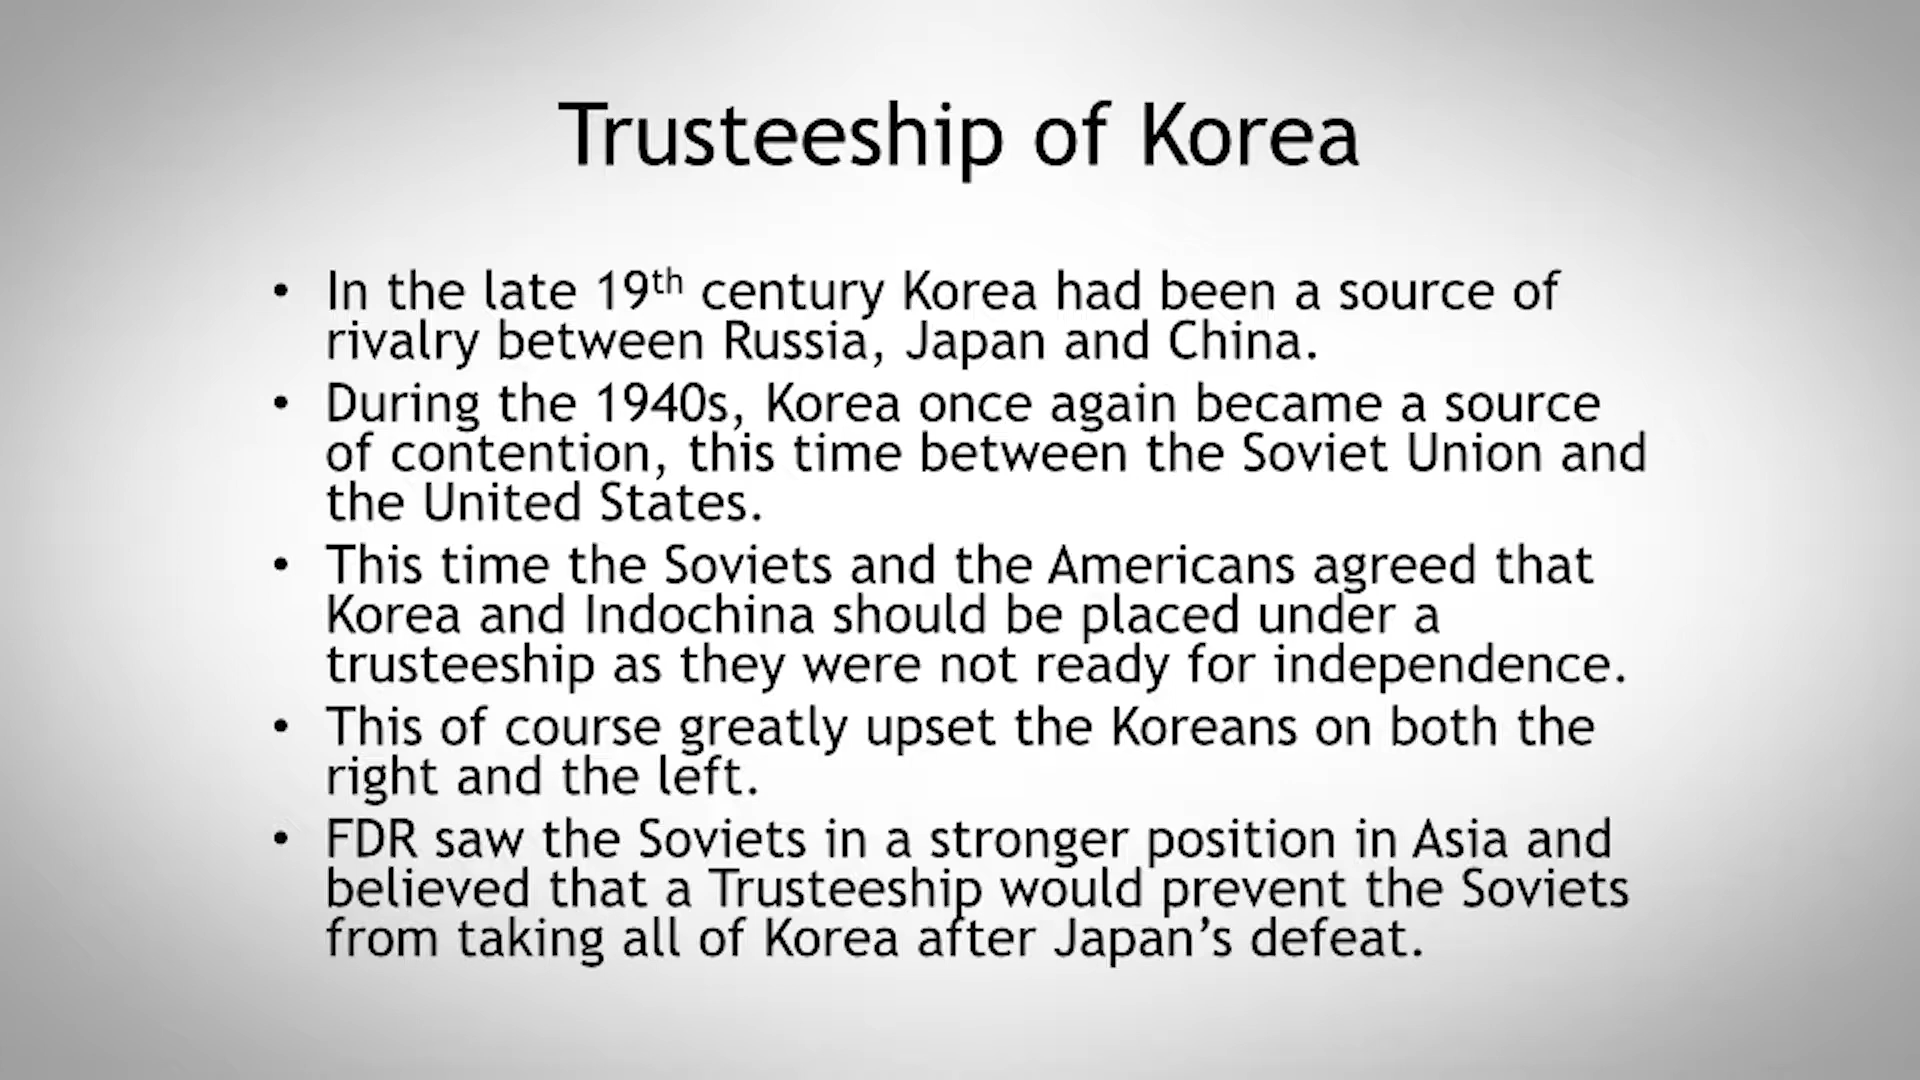 Trusteeship of Korea
• In the late 19th century Korea had been a source of
rivalry between Russia, Japan and China.
• During the 1940s, Korea once again became a source
of contention, this time between the Soviet Union and
the United States.
• This time the Soviets and the Americans agreed that
Korea and Indochina should be placed under a
trusteeship as they were not ready for independence.
• This of course greatly upset the Koreans on both the
right and the left.
• FDR saw the Soviets in a stronger position in Asia and
believed that a Trusteeship would prevent the Soviets
from taking all of Korea after Japan’s defeat.